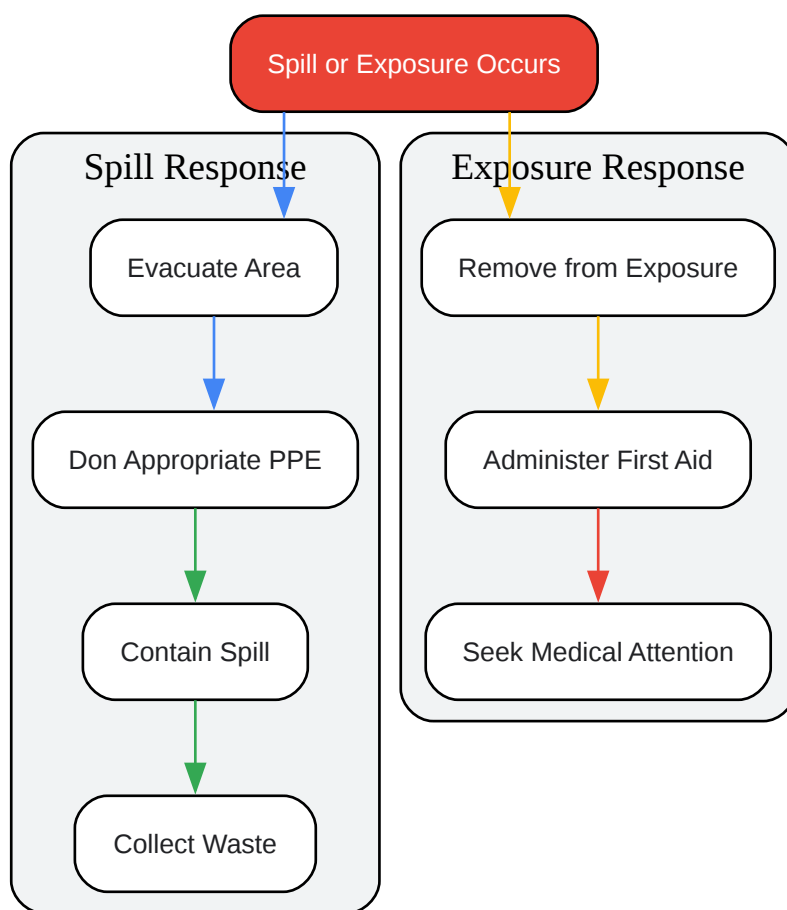 Spill or Exposure Occurs
Spill Response
Evacuate Area
Don Appropriate PPE
Contain Spill
Collect Waste
Exposure Response
Remove from Exposure
Administer First Aid
Seek Medical Attention